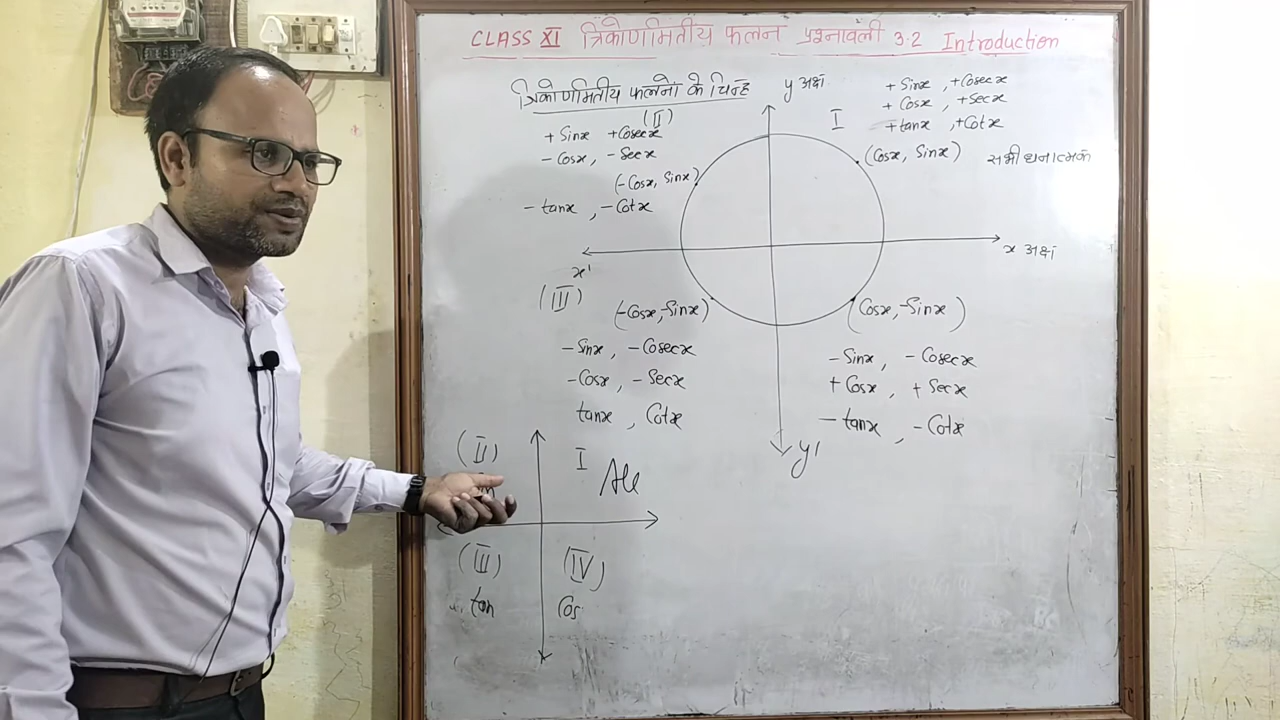 CLASS XI त्रिकोणमितीय फलन प्रश्नावली 3.2 Introduction
त्रिकोणमितीय फलनों के चिन्ह
(II)
+ Sinx +Cosecx
- Cosx, - Secx
(-Cosx, Sinx)
- tanx , - Cotx
y अक्ष
I
+ Sinx , +Cosecx
+ Cosx , +Secx
+tanx , +Cotx
(Cosx, Sinx) सभी धनात्मक
x'
x अक्ष
(III)
(-Cosx,-Sinx)
- Sinx , - Cosecx
-Cosx , - Secx
tanx , Cotx
(Cosx,-Sinx)
- Sinx, - Cosecx
+ Cosx , + Secx
- tanx , - Cotx
y'
(II)
I
All
(III)
tan
(IV)
Cos